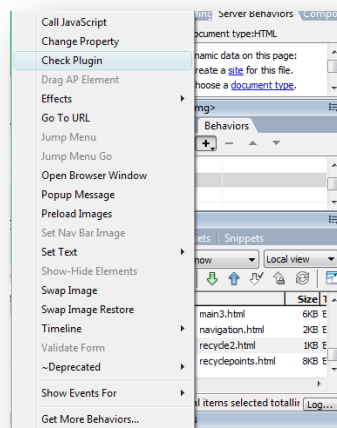 Call JavaScript
Change Property
Check Plugin
Drag AP Element
Effects
Go To URL
Jump Menu
Jump Menu Go
Open Browser Window
Popup Message
Preload Images
Set Nav Bar Image
Set Text
Show-Hide Elements
Swap Image
Swap Image Restore
Timeline
Validate Form
~Deprecated
Show Events For
Get More Behaviors...
Server Behaviors
ocument type:HTML
namic data on this page:
reate a site for this file.
hoose a document type.
mg>
Behaviors
Snippets
now
Local view
Size
main3.html 6KB
navigation.html 2KB
recycle2.html 1KB
recyclepoints.html 8KB
al items selected totallir Log...